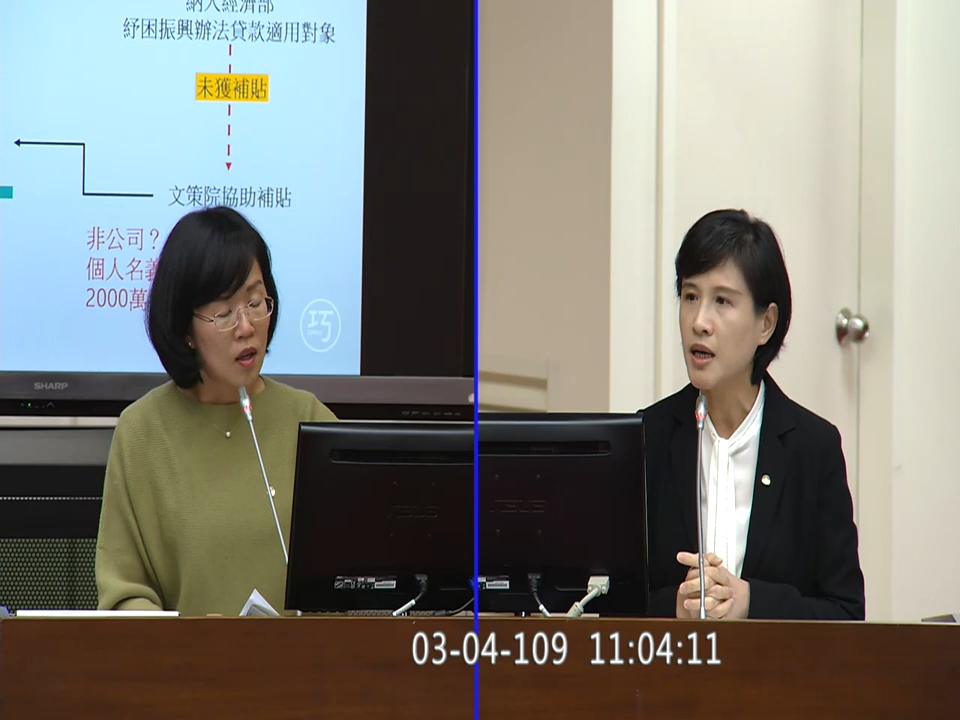 納入經濟部
紓困振興辦法貸款適用對象
未獲補貼
文策院協助補貼
非公司？
個人名義
2000萬
巧
SHARP
ASUS
ASUS
03-04-109 11:04:11